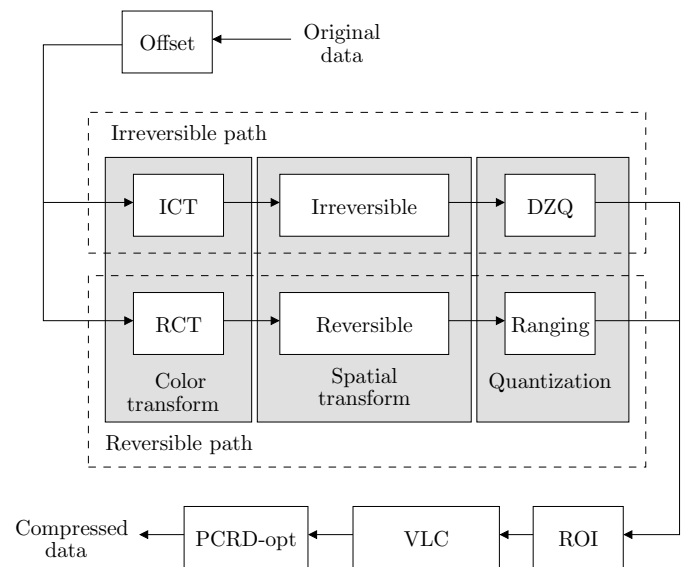 Offset
Original
data
Irreversible path
ICT
Irreversible
DZQ
RCT
Reversible
Ranging
Color
transform
Spatial
transform
Quantization
Reversible path
Compressed
data
PCRD-opt
VLC
ROI